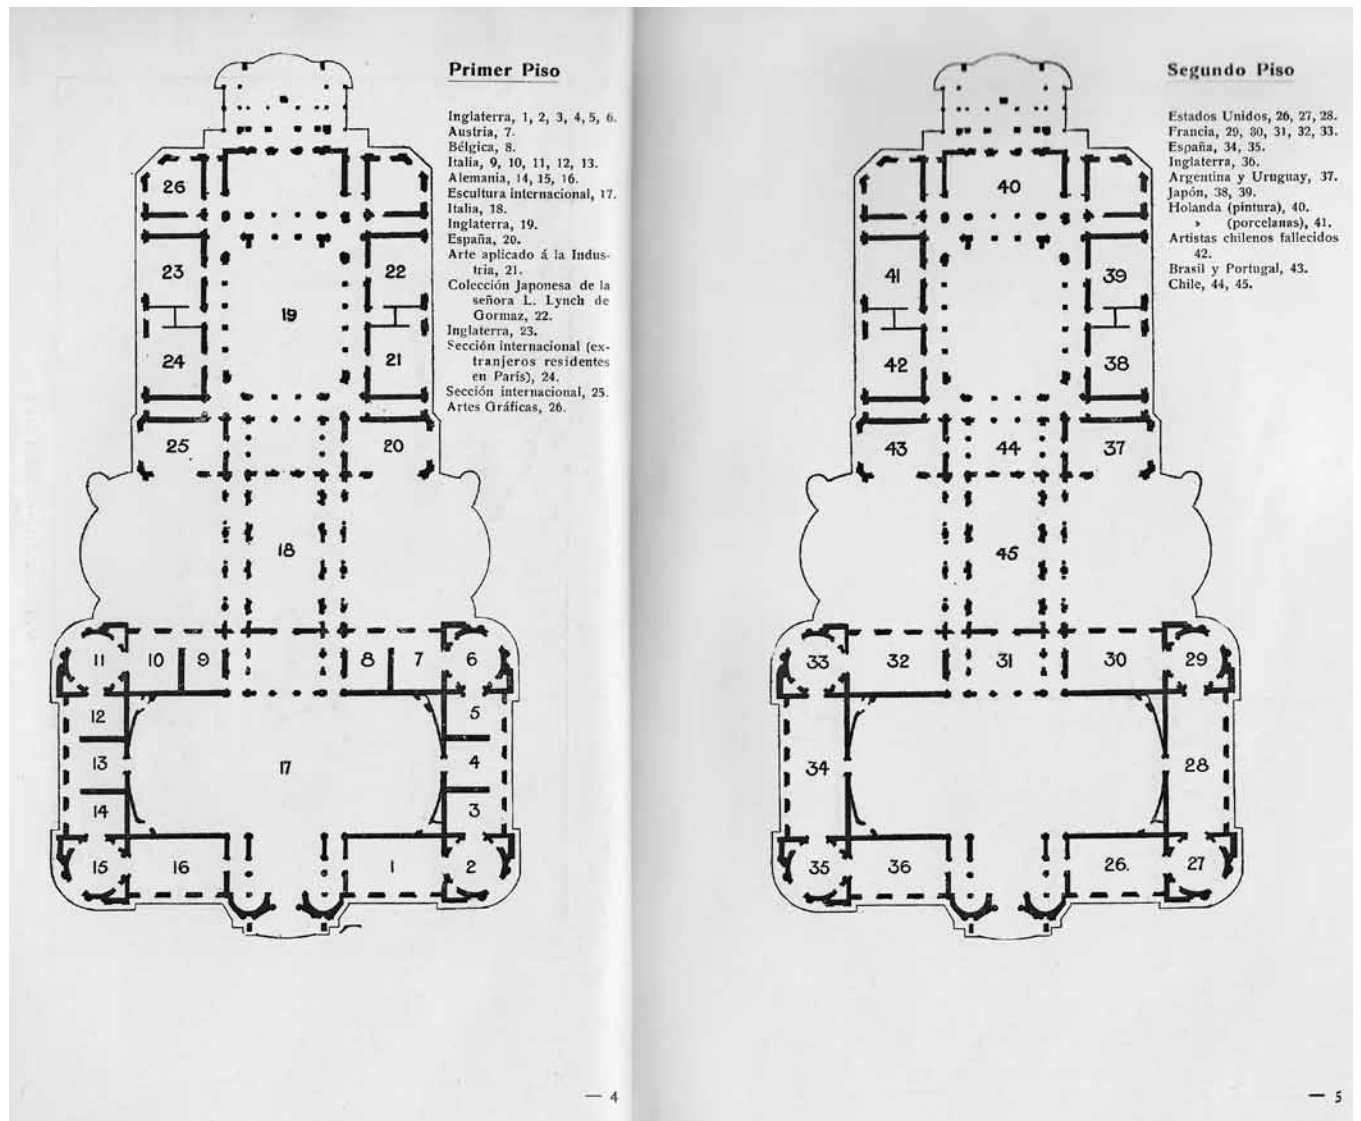 Primer Piso
Inglaterra, 1, 2, 3, 4, 5, 6.
Austria, 7.
Bélgica, 8.
Italia, 9, 10, 11, 12, 13.
Alemania, 14, 15, 16.
Escultura internacional, 17.
Italia, 18.
Inglaterra, 19.
España, 20.
Arte aplicado á la Indus-
tria, 21.
Colección Japonesa de la
señora L. Lynch de
Gormaz, 22.
Inglaterra, 23.
Sección internacional (ex-
tranjeros residentes
en París), 24.
Sección internacional, 25.
Artes Gráficas, 26.
26
23
22
19
24
21
25
20
18
11
10
9
8
7
6
12
5
13
17
4
14
3
15
16
1
2
— 4
Segundo Piso
Estados Unidos, 26, 27, 28.
Francia, 29, 30, 31, 32, 33.
España, 34, 35.
Inglaterra, 36.
Argentina y Uruguay, 37.
Japón, 38, 39.
Holanda (pintura), 40.
» (porcelanas), 41.
Artistas chilenos fallecidos
42.
Brasil y Portugal, 43.
Chile, 44, 45.
40
41
39
42
38
43
44
37
45
33
32
31
30
29
34
28
35
36
26.
27
— 5